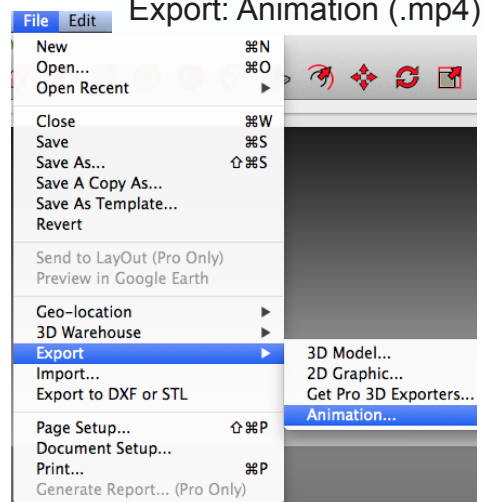 Export: Animation (.mp4)
File Edit
New ⌘N
Open... ⌘O
Open Recent ▶
Close ⌘W
Save ⌘S
Save As... ⇧⌘S
Save A Copy As...
Save As Template...
Revert
Send to LayOut (Pro Only)
Preview in Google Earth
Geo-location ▶
3D Warehouse ▶
Export ▶
Import...
Export to DXF or STL
Page Setup... ⇧⌘P
Document Setup...
Print... ⌘P
Generate Report... (Pro Only)
3D Model...
2D Graphic...
Get Pro 3D Exporters...
Animation...